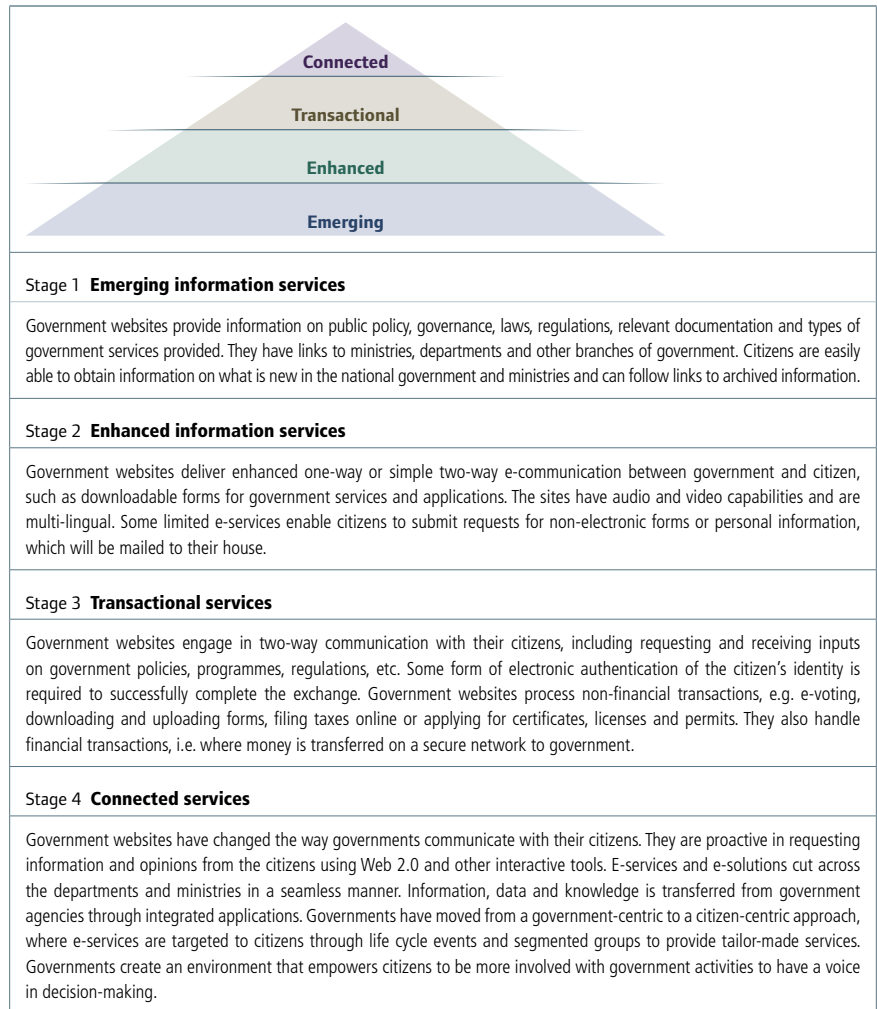 Connected
Transactional
Enhanced
Emerging
Stage 1 Emerging information services
Government websites provide information on public policy, governance, laws, regulations, relevant documentation and types of
government services provided. They have links to ministries, departments and other branches of government. Citizens are easily
able to obtain information on what is new in the national government and ministries and can follow links to archived information.
Stage 2 Enhanced information services
Government websites deliver enhanced one-way or simple two-way e-communication between government and citizen,
such as downloadable forms for government services and applications. The sites have audio and video capabilities and are
multi-lingual. Some limited e-services enable citizens to submit requests for non-electronic forms or personal information,
which will be mailed to their house.
Stage 3 Transactional services
Government websites engage in two-way communication with their citizens, including requesting and receiving inputs
on government policies, programmes, regulations, etc. Some form of electronic authentication of the citizen's identity is
required to successfully complete the exchange. Government websites process non-financial transactions, e.g. e-voting,
downloading and uploading forms, filing taxes online or applying for certificates, licenses and permits. They also handle
financial transactions, i.e. where money is transferred on a secure network to government.
Stage 4 Connected services
Government websites have changed the way governments communicate with their citizens. They are proactive in requesting
information and opinions from the citizens using Web 2.0 and other interactive tools. E-services and e-solutions cut across
the departments and ministries in a seamless manner. Information, data and knowledge is transferred from government
agencies through integrated applications. Governments have moved from a government-centric to a citizen-centric approach,
where e-services are targeted to citizens through life cycle events and segmented groups to provide tailor-made services.
Governments create an environment that empowers citizens to be more involved with government activities to have a voice
in decision-making.